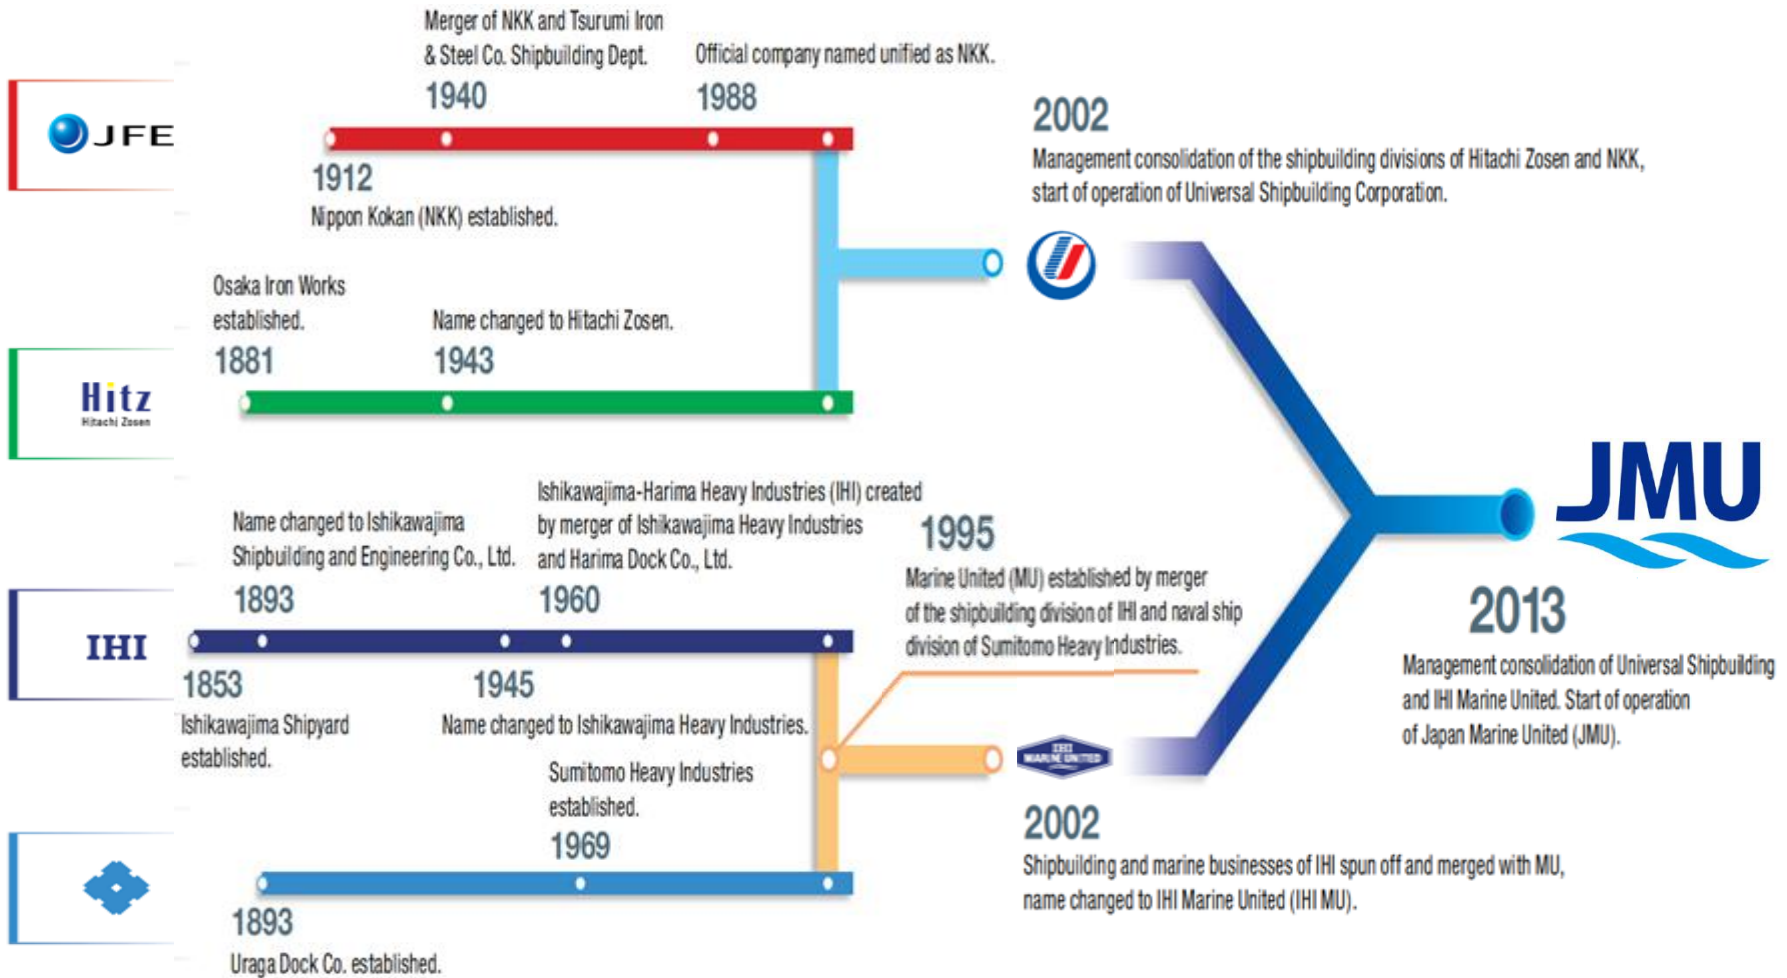 Merger of NKK and Tsurumi Iron
& Steel Co. Shipbuilding Dept.
1940
Official company named unified as NKK.
1988
JFE
1912
Nippon Kokan (NKK) established.
2002
Management consolidation of the shipbuilding divisions of Hitachi Zosen and NKK,
start of operation of Universal Shipbuilding Corporation.
Osaka Iron Works
established.
1881
Name changed to Hitachi Zosen.
1943
Hitz
Hitachi Zosen
Name changed to Ishikawajima
Shipbuilding and Engineering Co., Ltd.
1893
Ishikawajima-Harima Heavy Industries (IHI) created
by merger of Ishikawajima Heavy Industries
and Harima Dock Co., Ltd.
1960
IHI
1853
Ishikawajima Shipyard
established.
1945
Name changed to Ishikawajima Heavy Industries.
1995
Marine United (MU) established by merger
of the shipbuilding division of IHI and naval ship
division of Sumitomo Heavy Industries.
Sumitomo Heavy Industries
established.
1969
1893
Uraga Dock Co. established.
IHI
MARINE UNITED
2002
Shipbuilding and marine businesses of IHI spun off and merged with MU,
name changed to IHI Marine United (IHI MU).
JMU
2013
Management consolidation of Universal Shipbuilding
and IHI Marine United. Start of operation
of Japan Marine United (JMU).